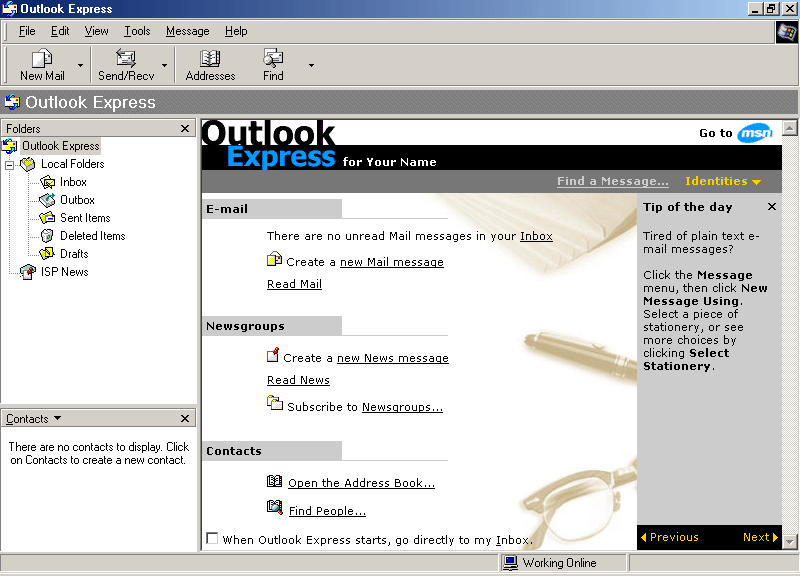 Outlook Express
File Edit View Tools Message Help
New Mail Send/Recv Addresses Find
Outlook Express
Folders
Outlook Express
Local Folders
Inbox
Outbox
Sent Items
Deleted Items
Drafts
ISP News
Contacts
There are no contacts to display. Click
on Contacts to create a new contact.
Outlook
Express for Your Name
Go to msn
Find a Message... Identities
E-mail
There are no unread Mail messages in your Inbox
Create a new Mail message
Read Mail
Newsgroups
Create a new News message
Read News
Subscribe to Newsgroups...
Contacts
Open the Address Book...
Find People...
When Outlook Express starts, go directly to my Inbox.
Tip of the day
Tired of plain text e-
mail messages?
Click the Message
menu, then click New
Message Using.
Select a piece of
stationery, or see
more choices by
clicking Select
Stationery.
Previous Next
Working Online